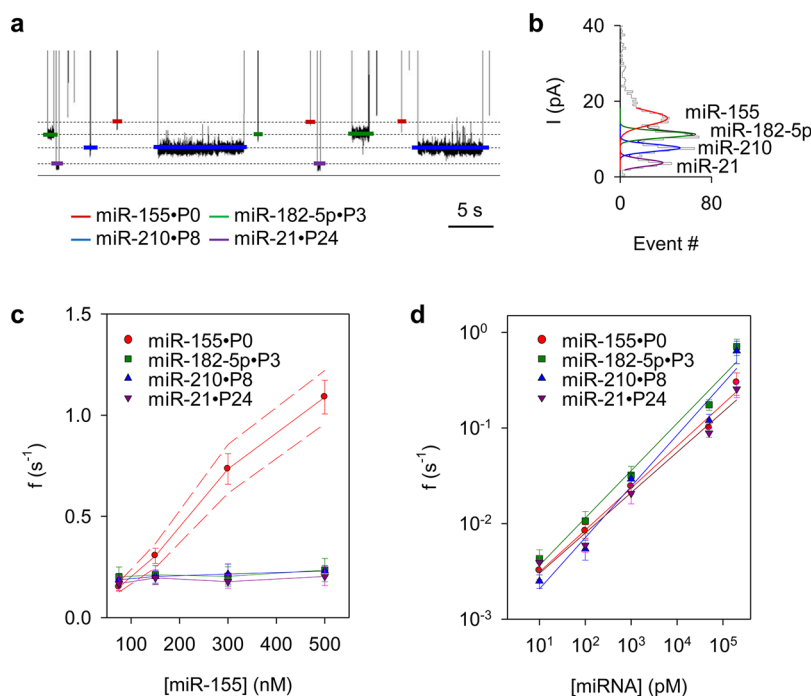 a
miR-155•P0
miR-182-5p•P3
miR-210•P8
miR-21•P24
5 s
b
I (pA)
40
20
0
miR-155
miR-182-5p
miR-210
miR-21
0
80
Event #
c
f (s⁻¹)
1.5
1.0
0.5
0.0
miR-155•P0
miR-182-5p•P3
miR-210•P8
miR-21•P24
100 200 300 400 500
[miR-155] (nM)
d
f (s⁻¹)
10⁰
10⁻¹
10⁻²
10⁻³
miR-155•P0
miR-182-5p•P3
miR-210•P8
miR-21•P24
10¹ 10² 10³ 10⁴ 10⁵
[miRNA] (pM)